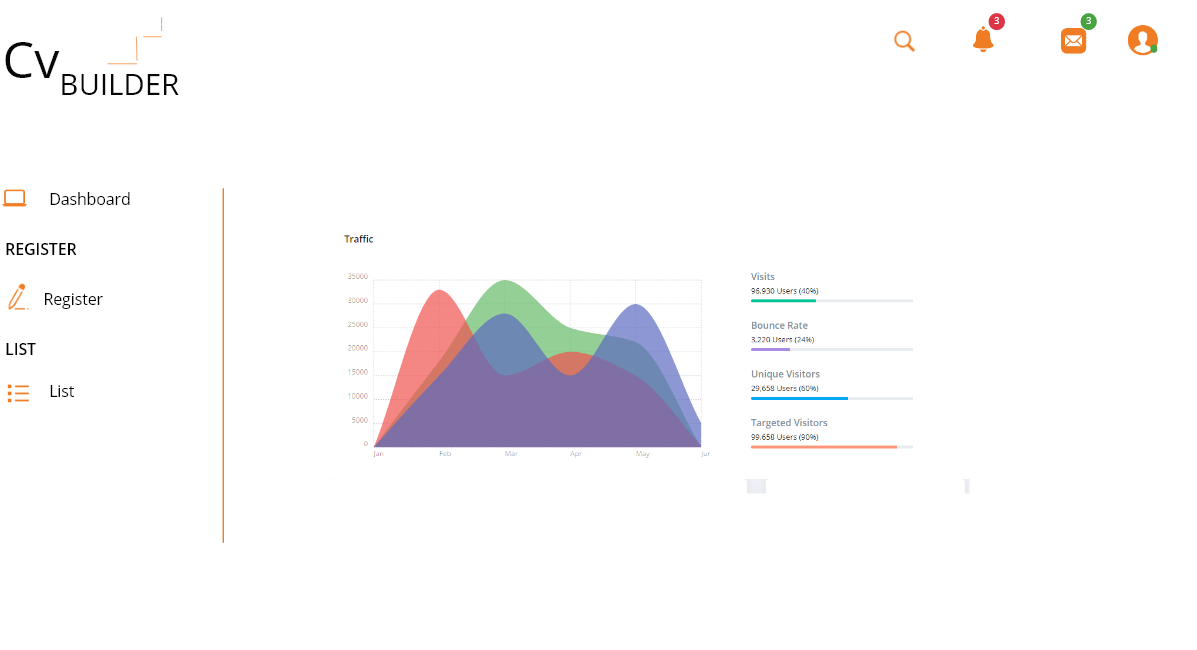 Cv
BUILDER
3
3
Dashboard
REGISTER
Register
LIST
List
Traffic
35000
30000
25000
20000
15000
10000
5000
0
Jan Feb Mar Apr May Jur
Visits
96.930 Users (40%)
Bounce Rate
3,220 Users (24%)
Unique Visitors
29,658 Users (60%)
Targeted Visitors
99.658 Users (90%)